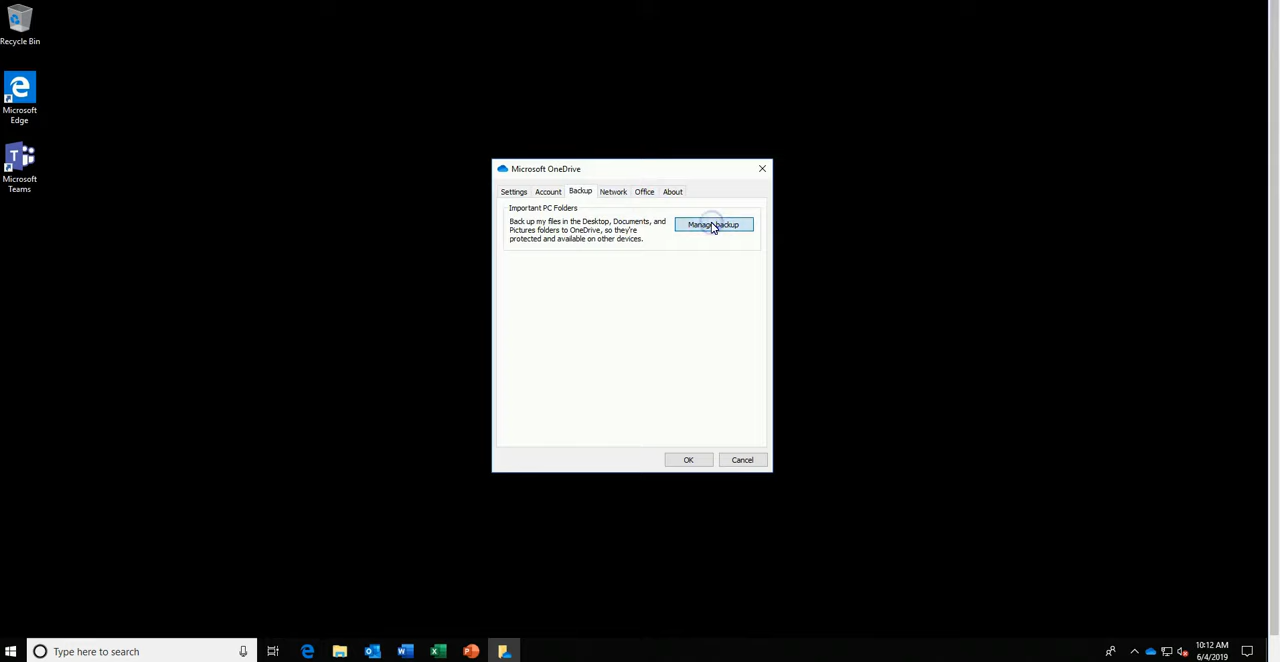 Recycle Bin
Microsoft
Edge
Microsoft
Teams
Microsoft OneDrive
Settings
Account
Backup
Network
Office
About
Important PC Folders
Back up my files in the Desktop, Documents, and
Pictures folders to OneDrive, so they're
protected and available on other devices.
Manage backup
OK
Cancel
Type here to search
10:12 AM
6/4/2019